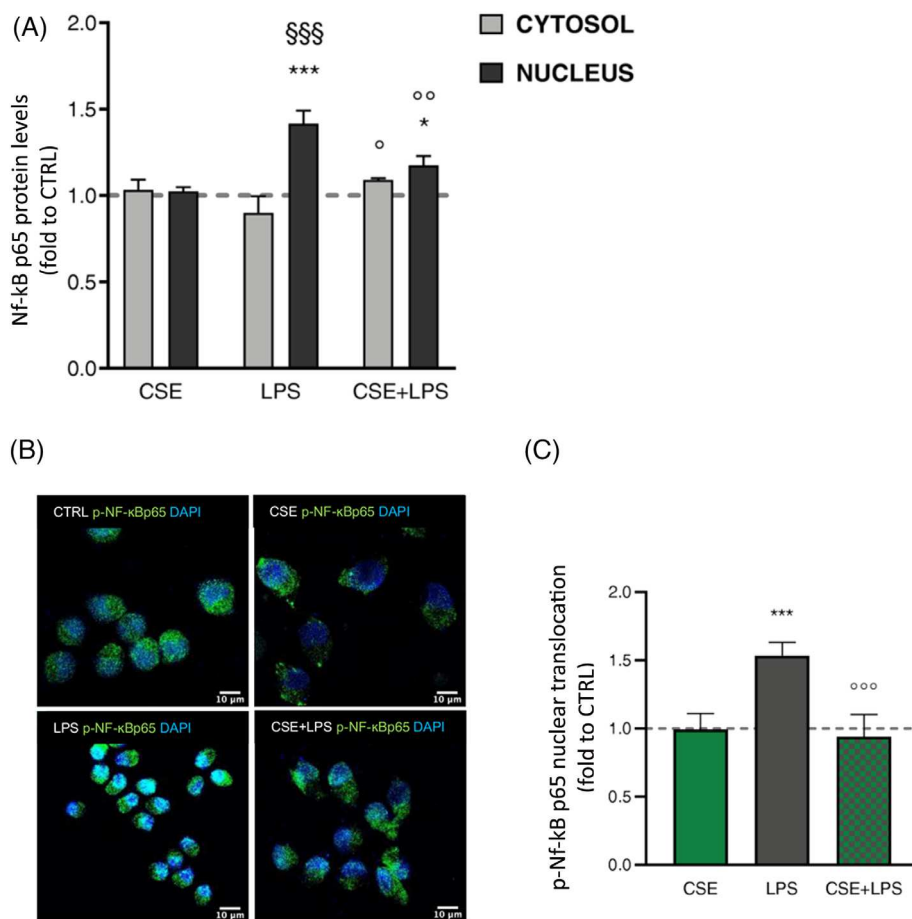 (A)
Nf-kB p65 protein levels
(fold to CTRL)
2.0
1.5
1.0
0.5
0.0
§§§
***
°
°°
*
CSE
LPS
CSE+LPS
CYTOSOL
NUCLEUS
(B)
CTRL p-NF-κBp65 DAPI
10 μm
CSE p-NF-κBp65 DAPI
10 μm
LPS p-NF-κBp65 DAPI
10 μm
CSE+LPS p-NF-κBp65 DAPI
10 μm
(C)
p-Nf-kB p65 nuclear translocation
(fold to CTRL)
2.0
1.5
1.0
0.5
0.0
***
°°°
CSE
LPS
CSE+LPS